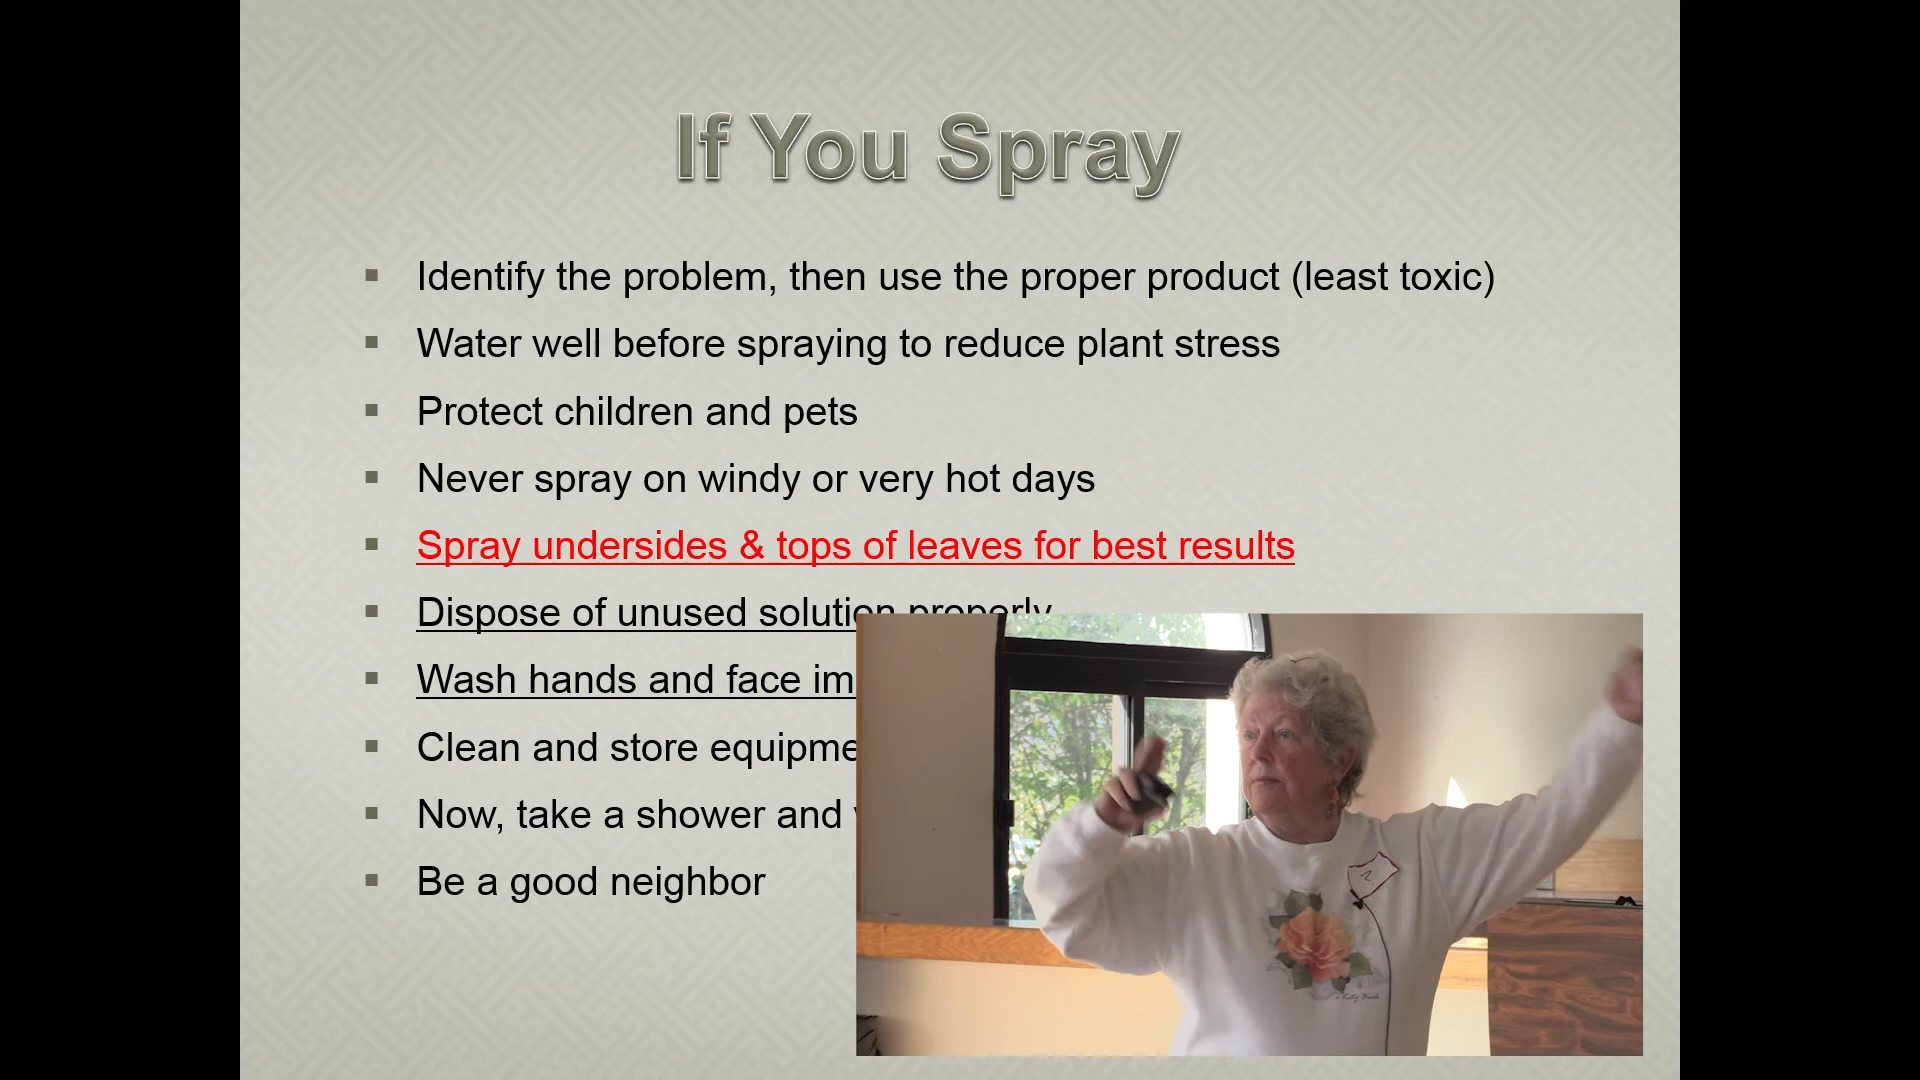 If You Spray
Identify the problem, then use the proper product (least toxic)
Water well before spraying to reduce plant stress
Protect children and pets
Never spray on windy or very hot days
Spray undersides & tops of leaves for best results
Dispose of unused solution properly
Wash hands and face im
Clean and store equipme
Now, take a shower and
Be a good neighbor